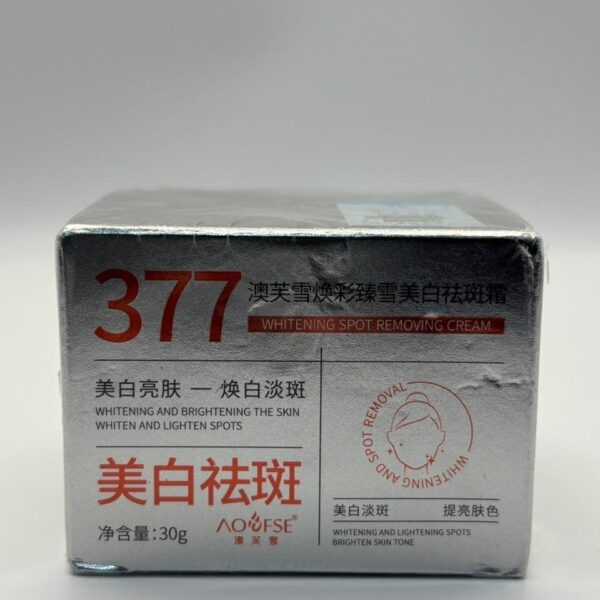 377
澳芙雪焕彩臻雪美白祛斑霜
WHITENING SPOT REMOVING CREAM
美白亮肤 — 焕白淡斑
WHITENING AND BRIGHTENING THE SKIN
WHITEN AND LIGHTEN SPOTS
美白祛斑
净含量:30g
AOUFSE®
澳芙雪
WHITENING AND SPOT REMOVAL
美白淡斑 提亮肤色
WHITENING AND LIGHTENING SPOTS
BRIGHTEN SKIN TONE